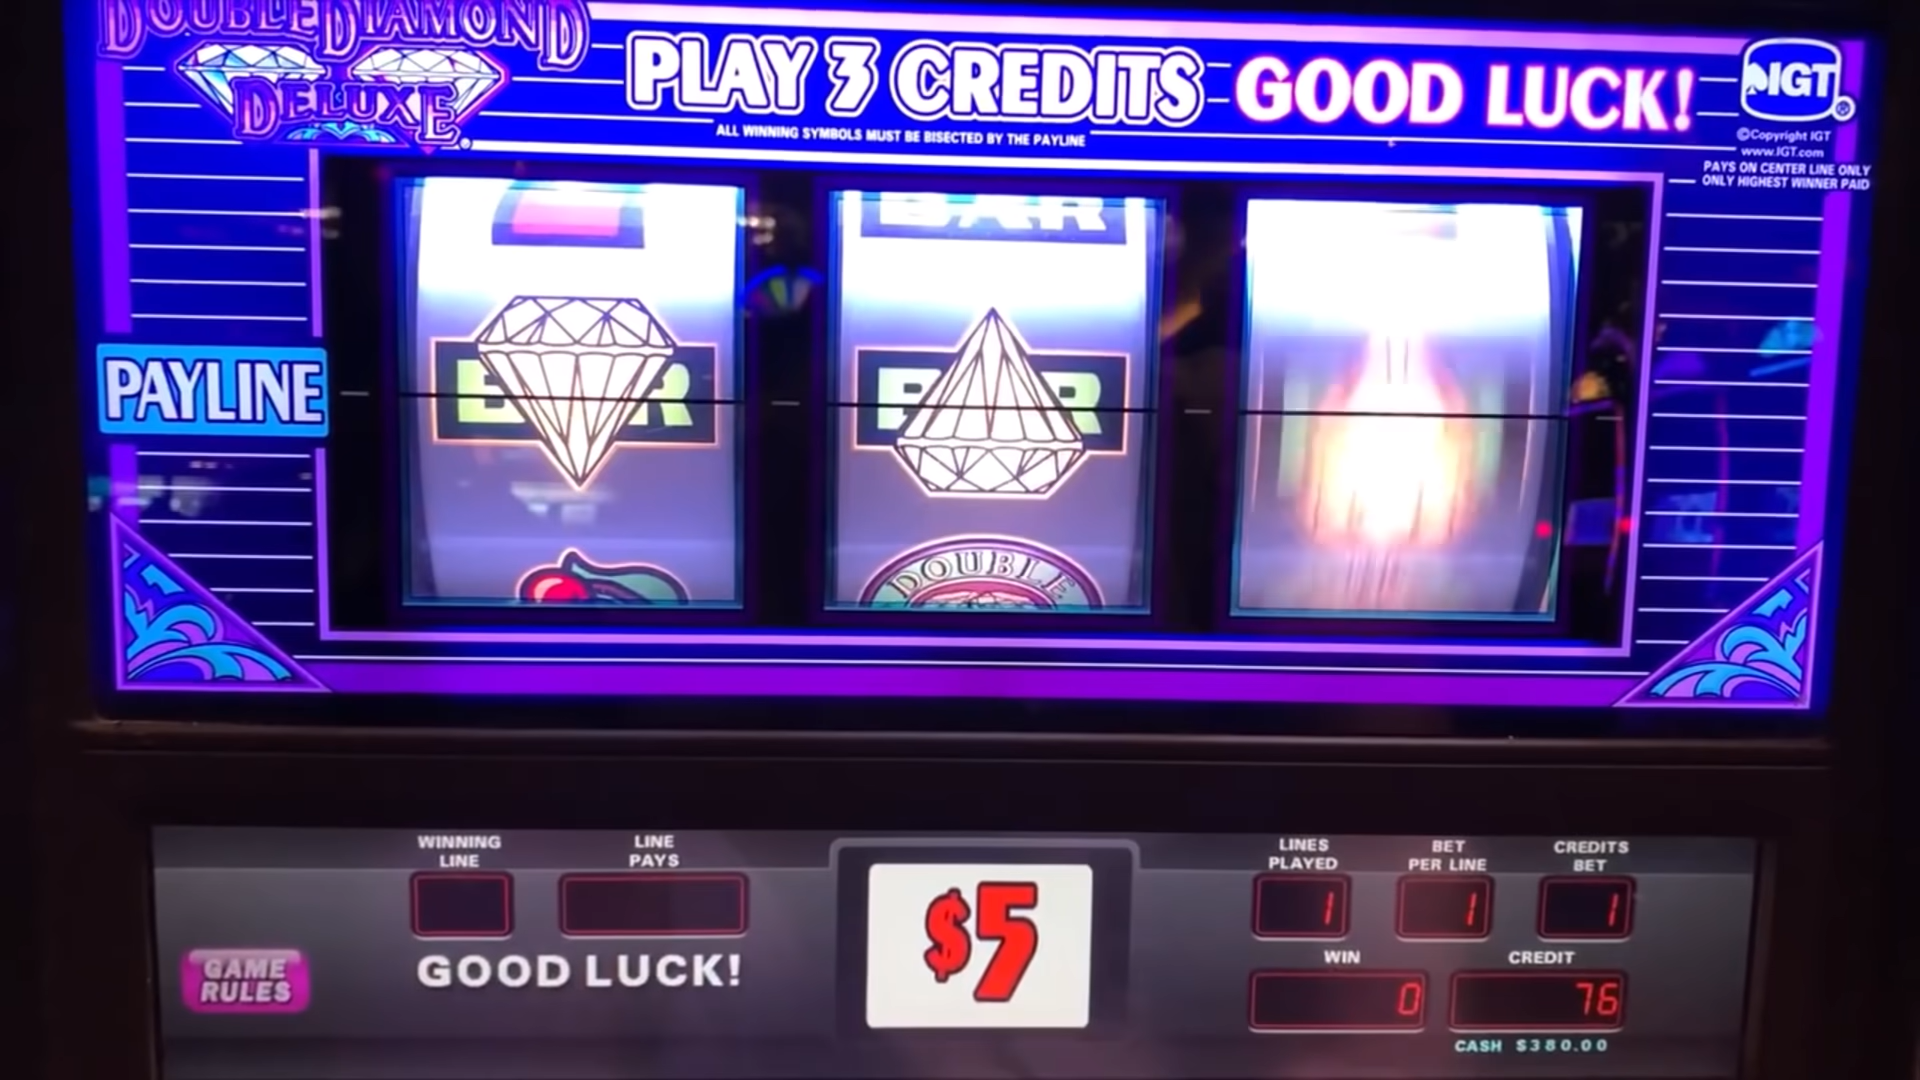 DOUBLE DIAMOND
DELUXE
PLAY 3 CREDITS
GOOD LUCK!
IGT
ALL WINNING SYMBOLS MUST BE BISECTED BY THE PAYLINE
©Copyright IGT
www.IGT.com
PAYS ON CENTER LINE ONLY
ONLY HIGHEST WINNER PAID
BAR
PAYLINE
DOUBLE
WINNING
LINE
LINE
PAYS
$5
LINES
PLAYED
1
BET
PER LINE
1
CREDITS
BET
1
GAME
RULES
GOOD LUCK!
WIN
0
CREDIT
76
CASH $380.00